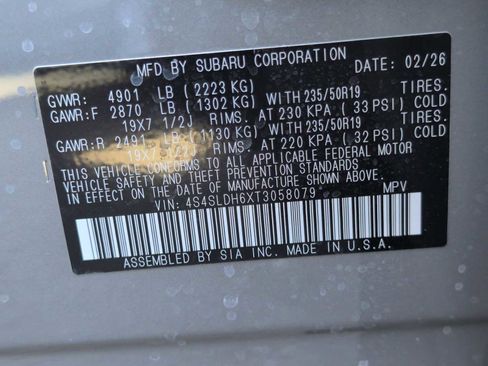 MFD BY SUBARU CORPORATION DATE: 02/26
GVWR: 4901 LB (2223 KG)
GAWR:F 2870 LB (1302 KG) WITH 235/50R19 TIRES.
19X7 1/2J RIMS. AT 230 KPA ( 33 PSI) COLD
GAWR:R 2491 LB (1130 KG) WITH 235/50R19 TIRES.
19X7 1/2J RIMS. AT 220 KPA ( 32 PSI) COLD
THIS VEHICLE CONFORMS TO ALL APPLICABLE FEDERAL MOTOR
VEHICLE SAFETY AND THEFT PREVENTION STANDARDS
IN EFFECT ON THE DATE OF MANUFACTURE SHOWN ABOVE.
VIN: 4S4SLDH6XT3058079 MPV
ASSEMBLED BY SIA INC. MADE IN U.S.A.